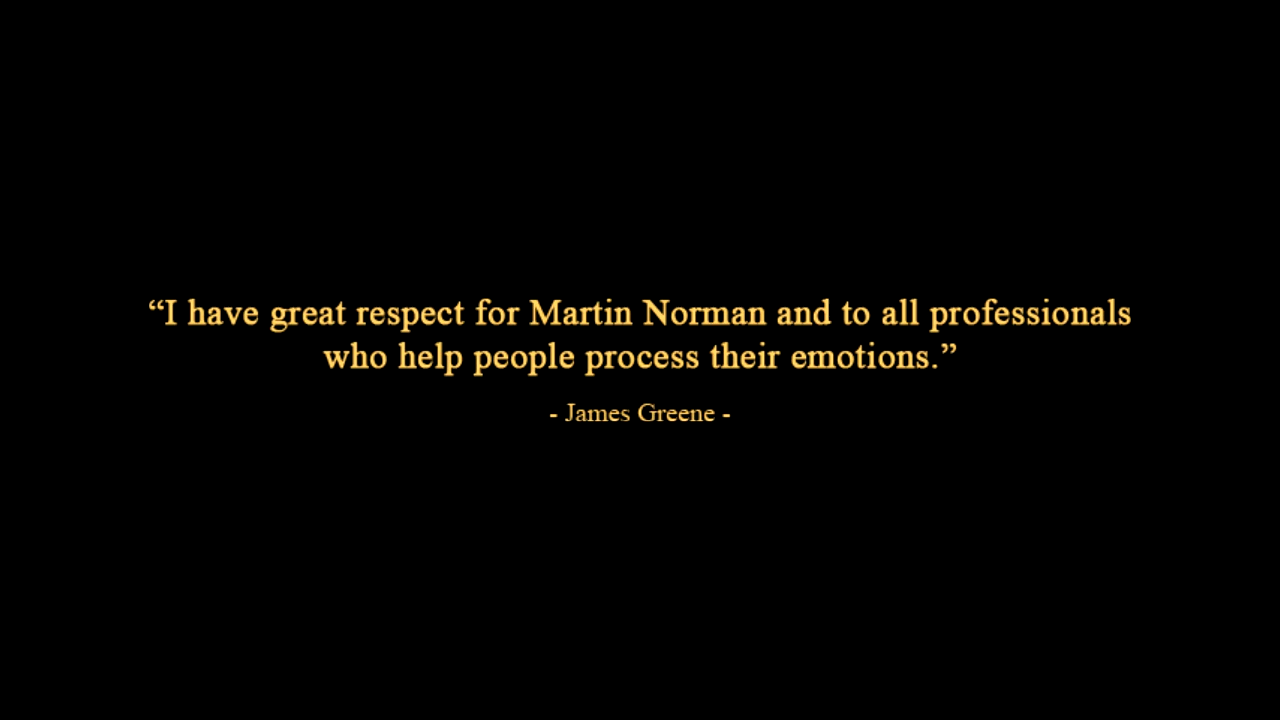 “I have great respect for Martin Norman and to all professionals
who help people process their emotions.”
- James Greene -